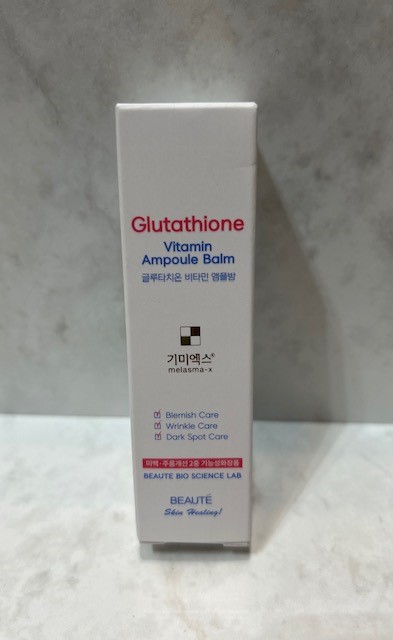 Glutathione
Vitamin
Ampoule Balm
글루타치온 비타민 앰플밤
기미엑스®
melasma-x
Blemish Care
Wrinkle Care
Dark Spot Care
미백·주름개선 2중 기능성화장품
BEAUTE BIO SCIENCE LAB
BEAUTÉ
Skin Healing!